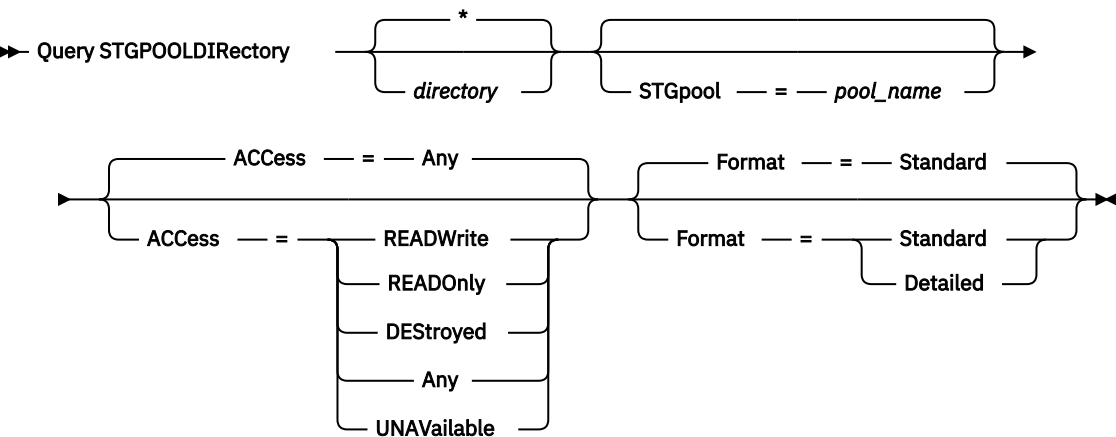 *
Query STGPOOLDIRectory
directory
STGpool = pool_name
ACCess = Any
Format = Standard
ACCess = READWrite
Format = Standard
READOnly
Detailed
DEStroyed
Any
UNAVailable